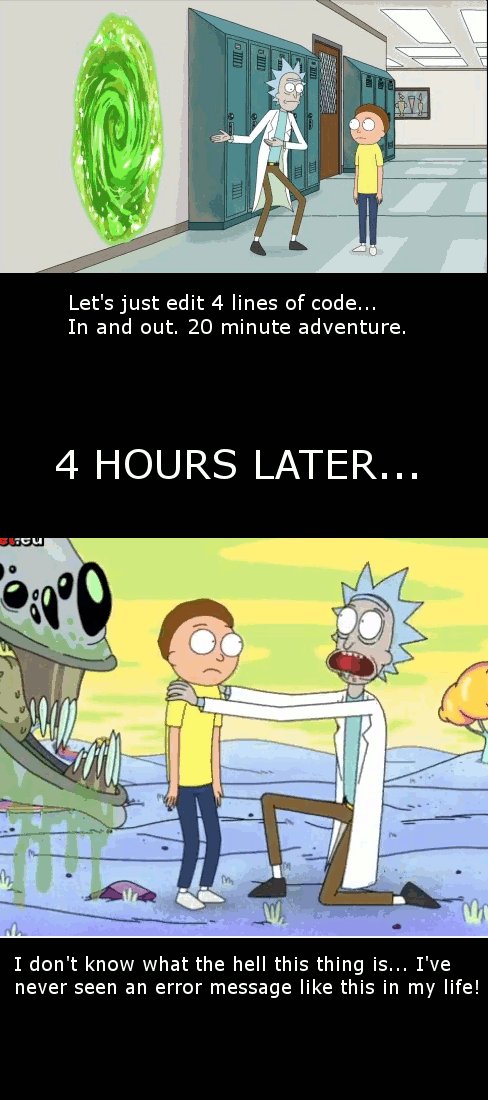 Let's just edit 4 lines of code...
In and out. 20 minute adventure.
4 HOURS LATER...
I don't know what the hell this thing is... I've
never seen an error message like this in my life!